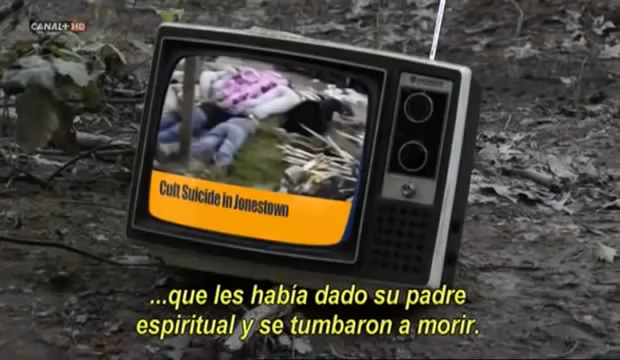 CANAL+ HD
Cult Suicide in Jonestown
...que les había dado su padre
espiritual y se tumbaron a morir.